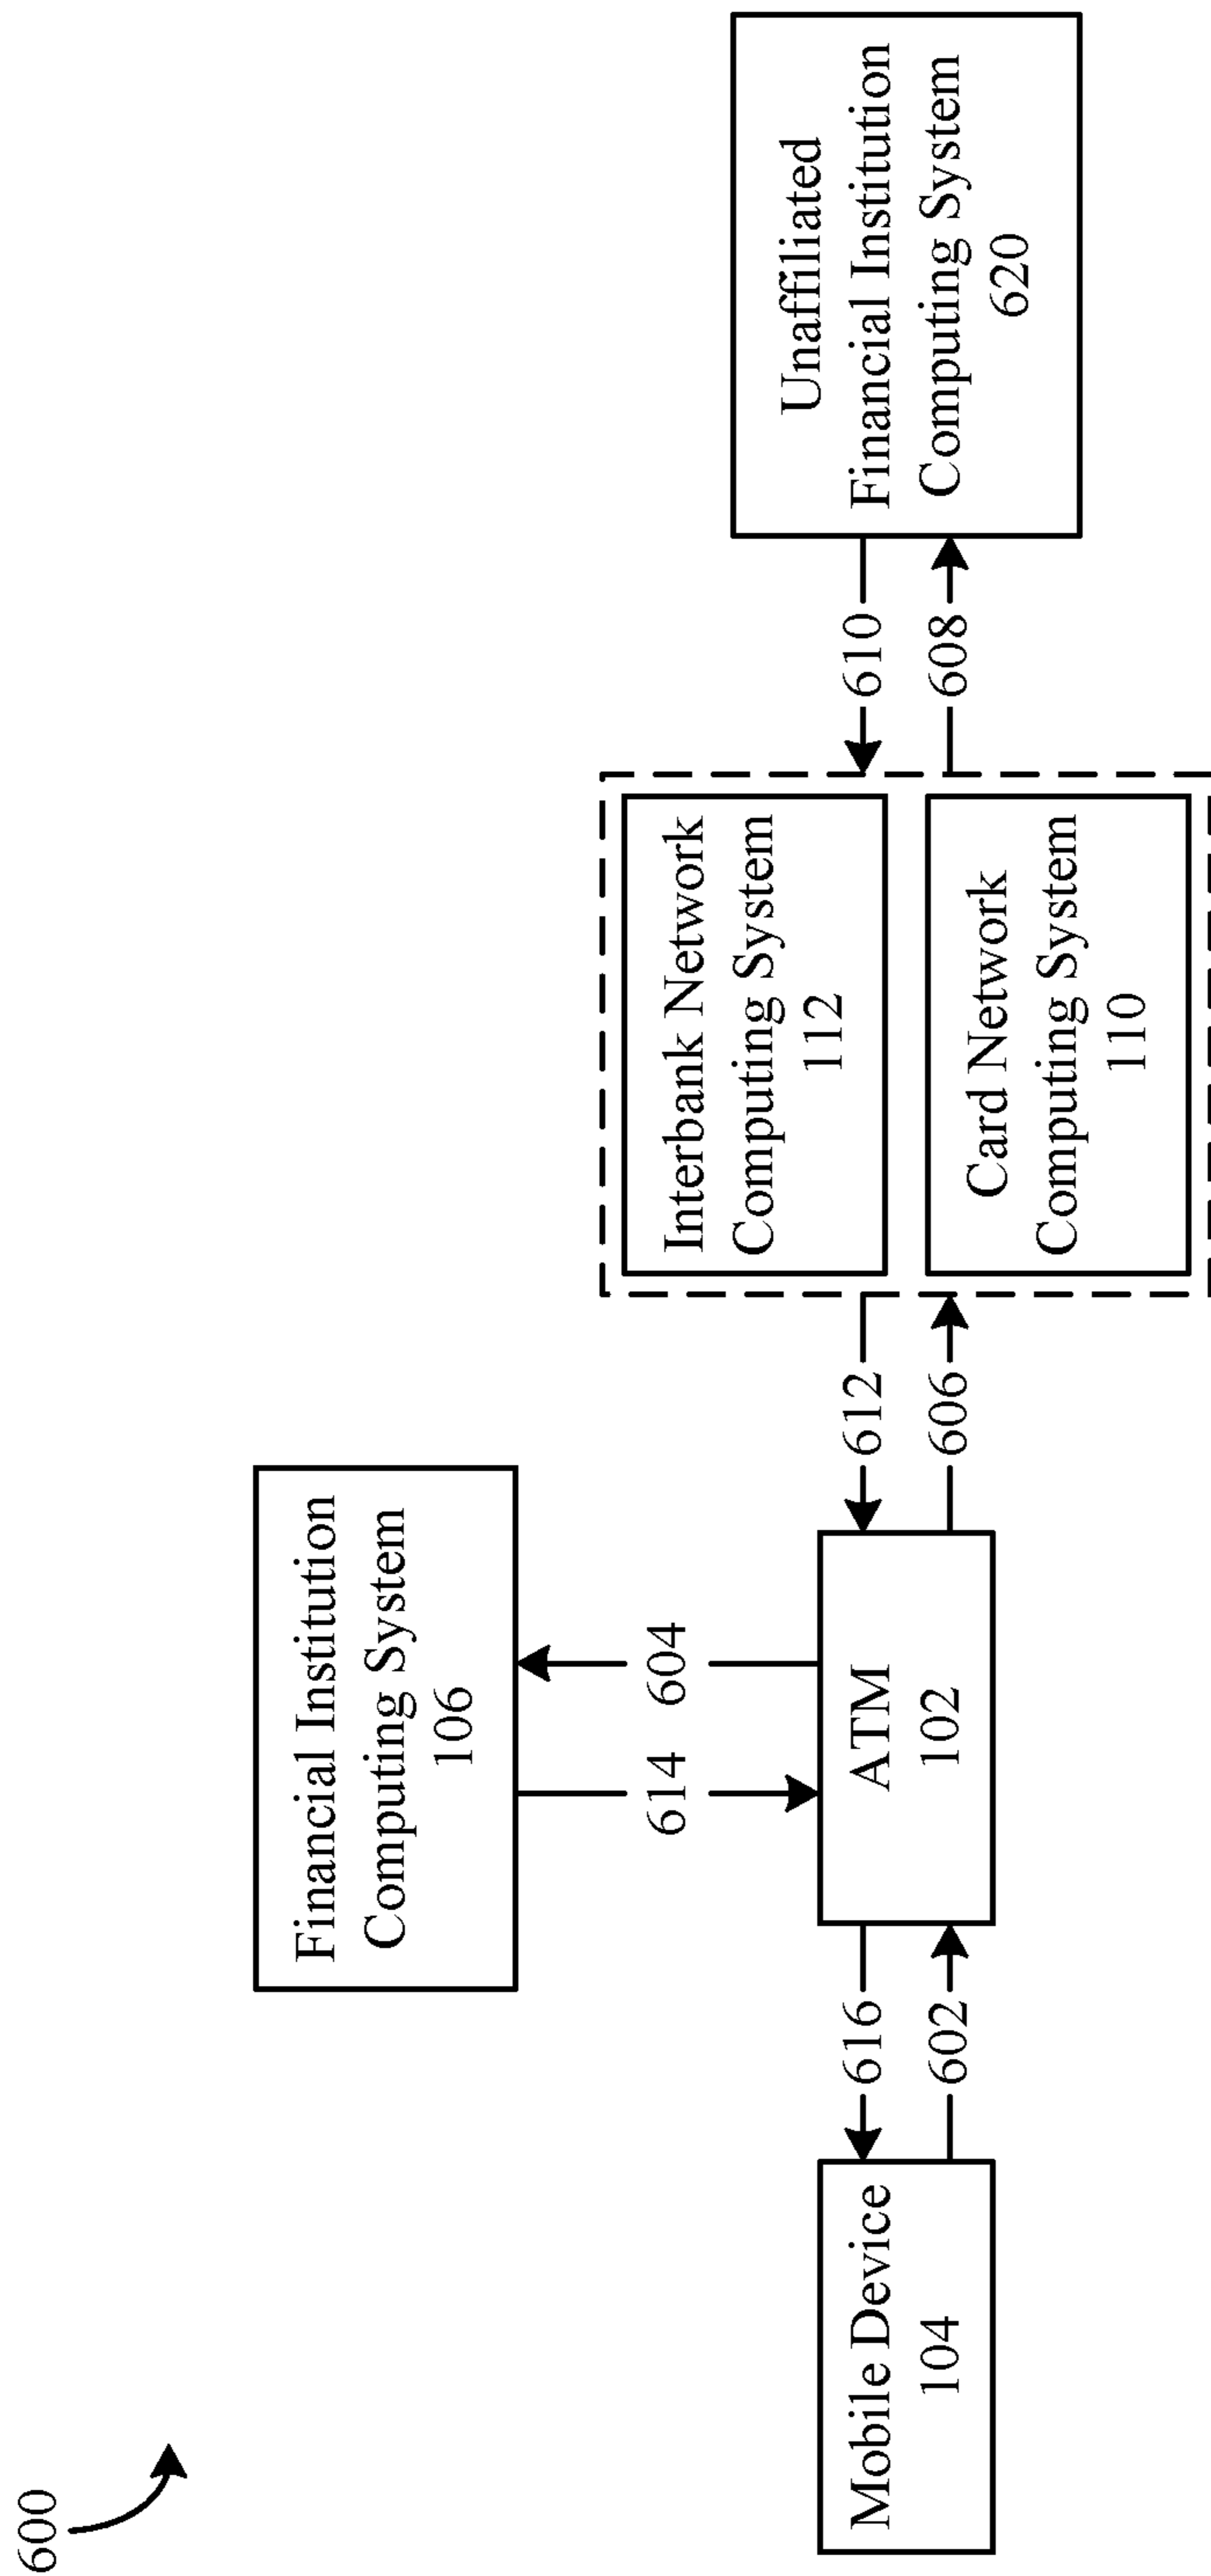 600
Financial Institution
Computing System
106
614
604
Mobile Device
104
616
602
ATM
102
612
606
Interbank Network
Computing System
112
Card Network
Computing System
110
610
608
Unaffiliated
Financial Institution
Computing System
620